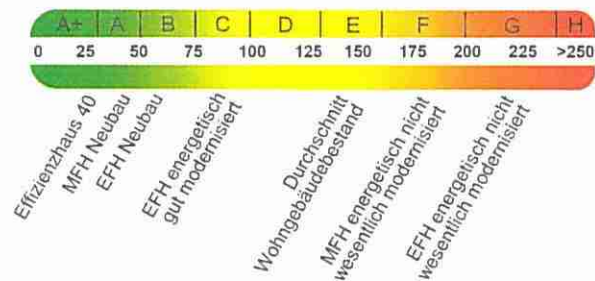 A+ A B C D E F G H
0 25 50 75 100 125 150 175 200 225 >250
Effizienzhaus 40
MFH Neubau
EFH Neubau
EFH energetisch
gut modernisiert
Durchschnitt
Wohngebäudebestand
MFH energetisch nicht
wesentlich modernisiert
EFH energetisch nicht
wesentlich modernisiert